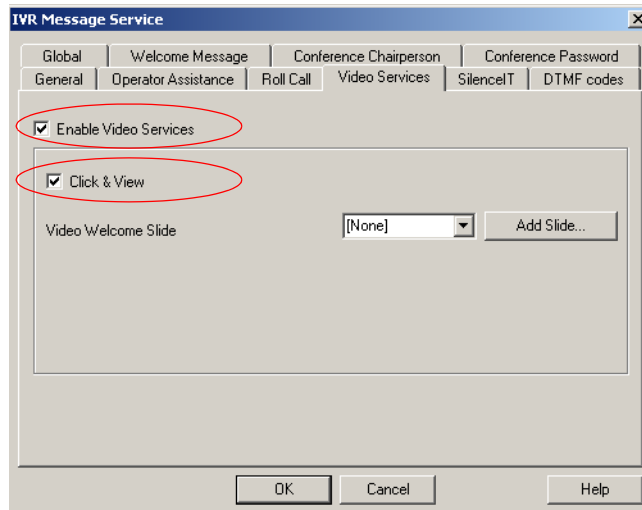 IVR Message Service
Global Welcome Message Conference Chairperson Conference Password
General Operator Assistance Roll Call Video Services SilenceIT DTMF codes
Enable Video Services
Click & View
Video Welcome Slide [None] Add Slide...
OK Cancel Help